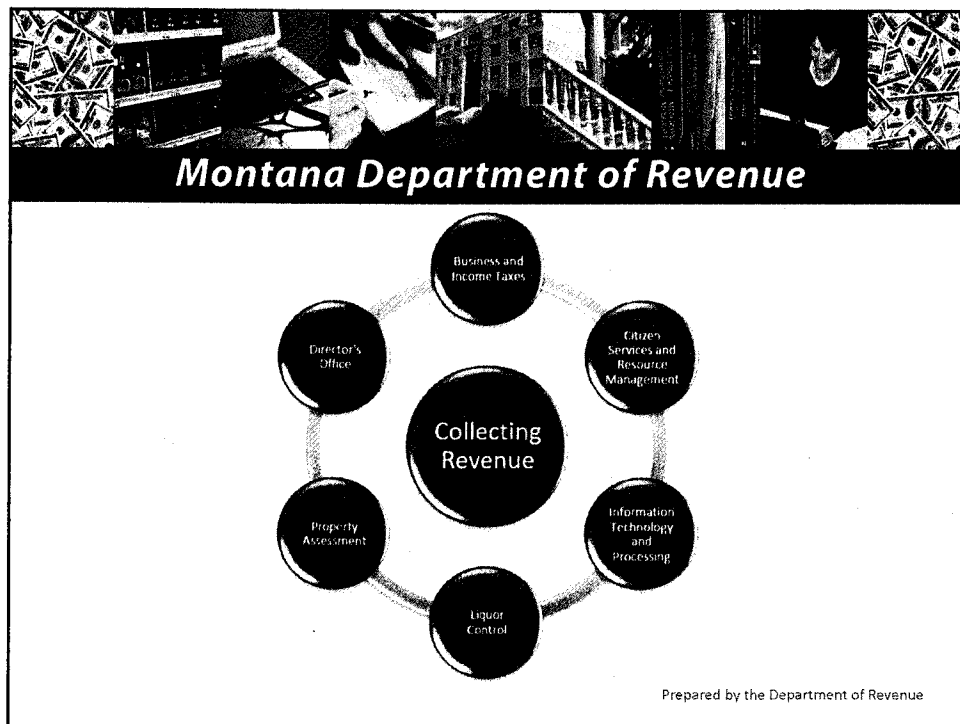 Montana Department of Revenue
Business and
Income Taxes
Citizen
Services and
Resource
Management
Information
Technology
and
Processing
Liquor
Control
Property
Assessment
Director's
Office
Collecting
Revenue
Prepared by the Department of Revenue